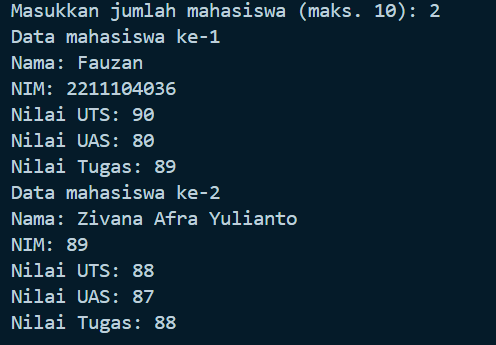 Masukkan jumlah mahasiswa (maks. 10): 2
Data mahasiswa ke-1
Nama: Fauzan
NIM: 2211104036
Nilai UTS: 90
Nilai UAS: 80
Nilai Tugas: 89
Data mahasiswa ke-2
Nama: Zivana Afra Yulianto
NIM: 89
Nilai UTS: 88
Nilai UAS: 87
Nilai Tugas: 88